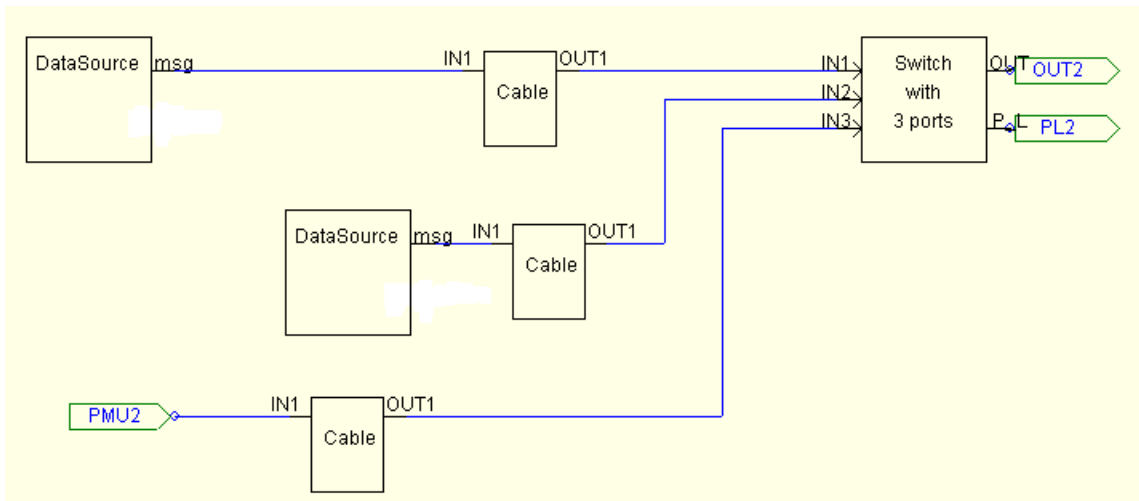 DataSource msg IN1 OUT1 IN1 Switch OUT OUT2
Cable IN2 with
IN3 3 ports P_L PL2
DataSource msg IN1 OUT1
Cable
PMU2 IN1 OUT1
Cable